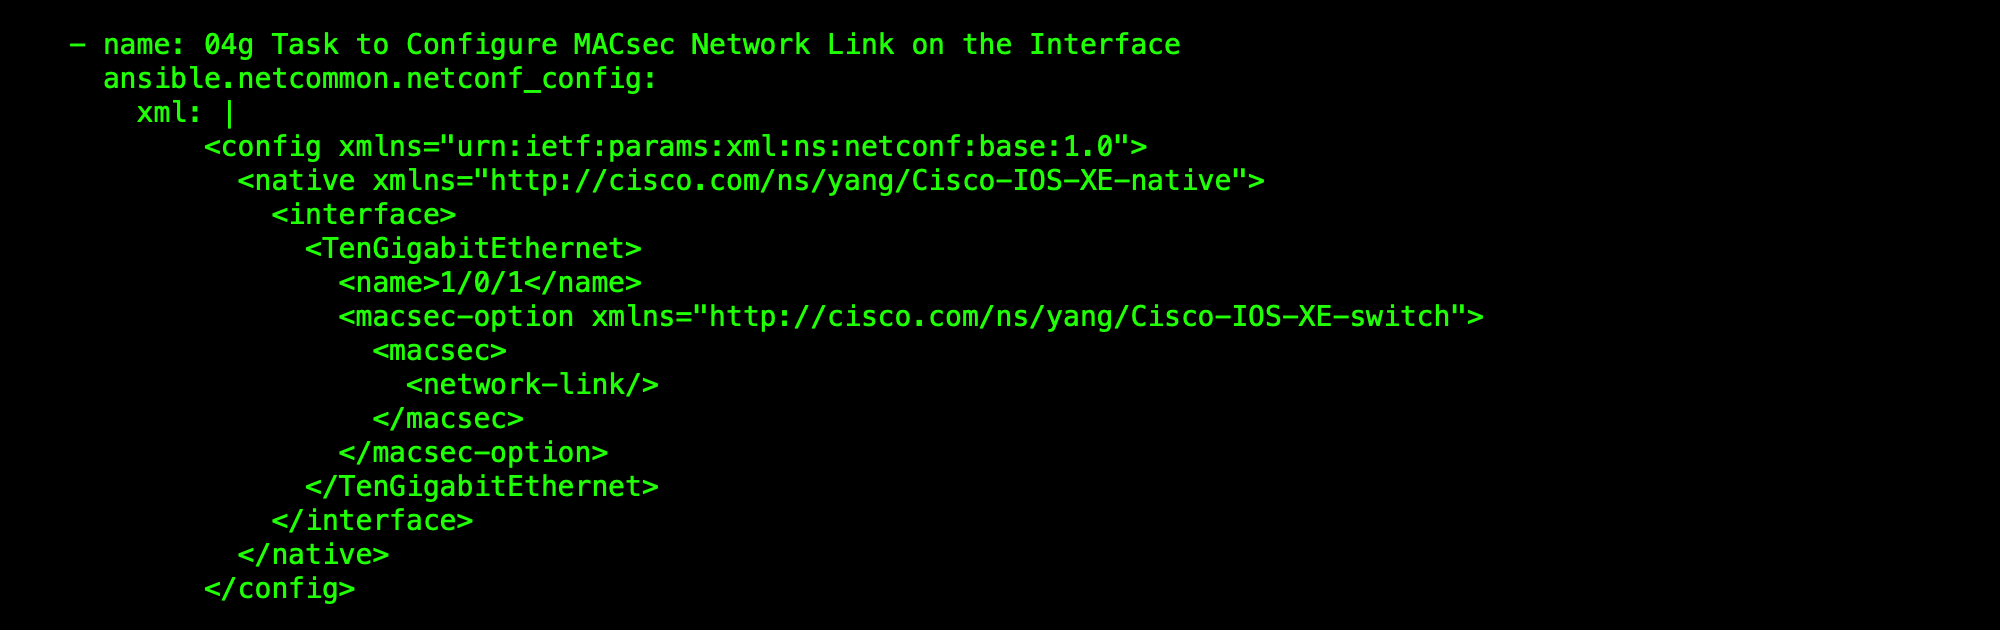 - name: 04g Task to Configure MACsec Network Link on the Interface
  ansible.netcommon.netconf_config:
    xml: |
        <config xmlns="urn:ietf:params:xml:ns:netconf:base:1.0">
          <native xmlns="http://cisco.com/ns/yang/Cisco-IOS-XE-native">
            <interface>
              <TenGigabitEthernet>
                <name>1/0/1</name>
                <macsec-option xmlns="http://cisco.com/ns/yang/Cisco-IOS-XE-switch">
                  <macsec>
                    <network-link/>
                  </macsec>
                </macsec-option>
              </TenGigabitEthernet>
            </interface>
          </native>
        </config>